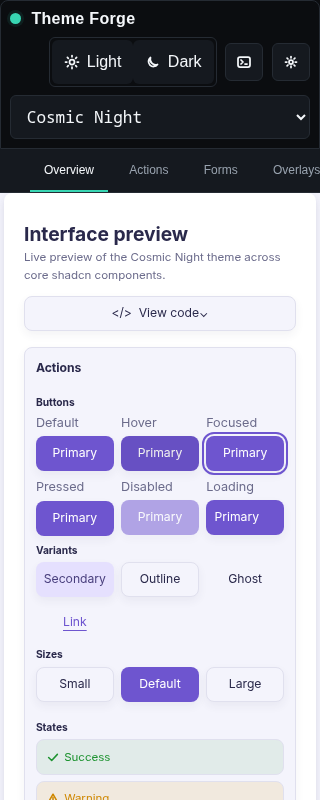 Theme Forge
Light Dark
Cosmic Night
Overview Actions Forms Overlays
Interface preview
Live preview of the Cosmic Night theme across
core shadcn components.
</> View code
Actions
Buttons
Default Hover Focused
Primary Primary Primary
Pressed Disabled Loading
Primary Primary Primary
Variants
Secondary Outline Ghost
Link
Sizes
Small Default Large
States
Success
Warning